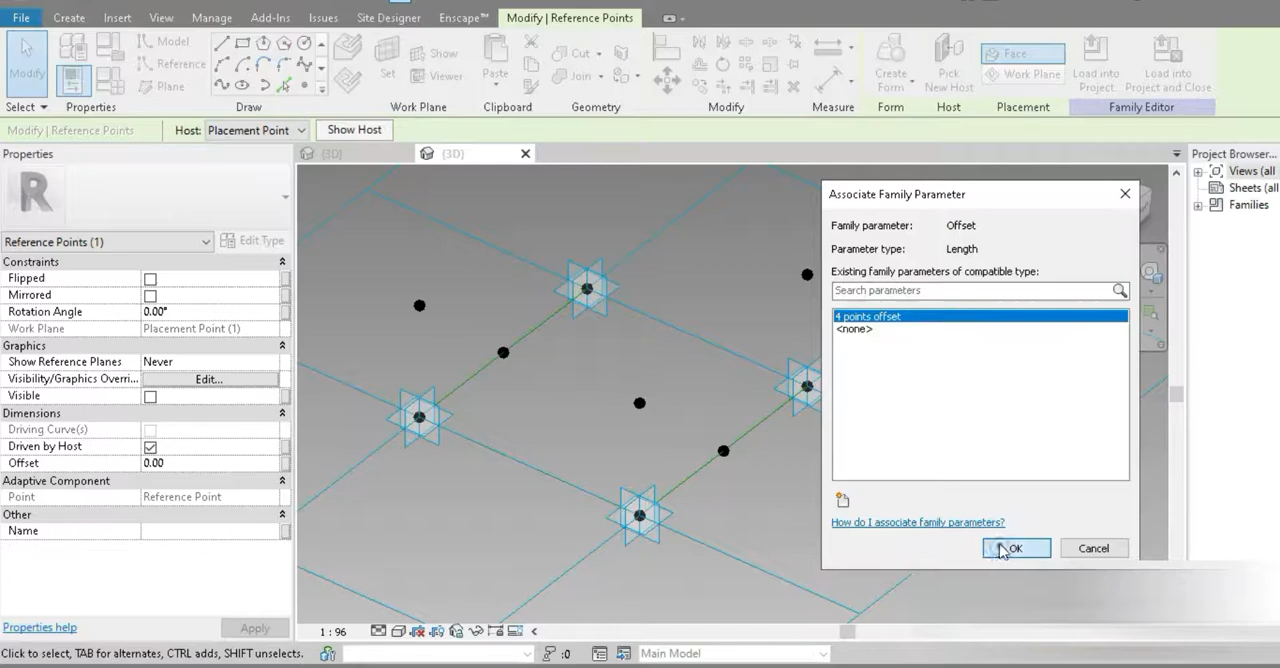 File Create Insert View Manage Add-Ins Issues Site Designer Enscape™ Modify | Reference Points
Modify Model Reference Plane Set Show Viewer Paste Cut Join Create Form Pick New Host Face Work Plane Load into Project Load into Project and Close
Select Properties Draw Work Plane Clipboard Geometry Modify Measure Form Host Placement Family Editor
Modify | Reference Points Host: Placement Point Show Host
Properties {3D} {3D} Project Browser...
Views (all
Sheets (all
Families
R
Reference Points (1) Edit Type
Constraints
Flipped
Mirrored
Rotation Angle 0.00°
Work Plane Placement Point (1)
Graphics
Show Reference Planes Never
Visibility/Graphics Overri... Edit...
Visible
Dimensions
Driving Curve(s)
Driven by Host
Offset 0.00
Adaptive Component
Point Reference Point
Other
Name
Properties help Apply
Associate Family Parameter
Family parameter: Offset
Parameter type: Length
Existing family parameters of compatible type:
Search parameters
4 points offset
<none>
How do I associate family parameters?
OK Cancel
1 : 96
Click to select, TAB for alternates, CTRL adds, SHIFT unselects. :0 Main Model